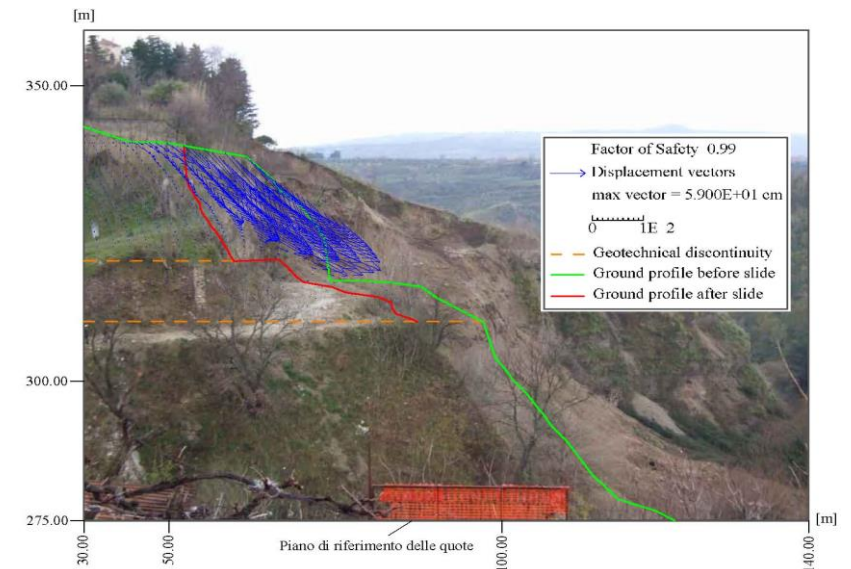 [m]
350.00
300.00
275.00
Factor of Safety 0.99
Displacement vectors
max vector = 5.900E+01 cm
0 1E 2
Geotechnical discontinuity
Ground profile before slide
Ground profile after slide
[m]
30.00
50.00
100.00
140.00
Piano di riferimento delle quote